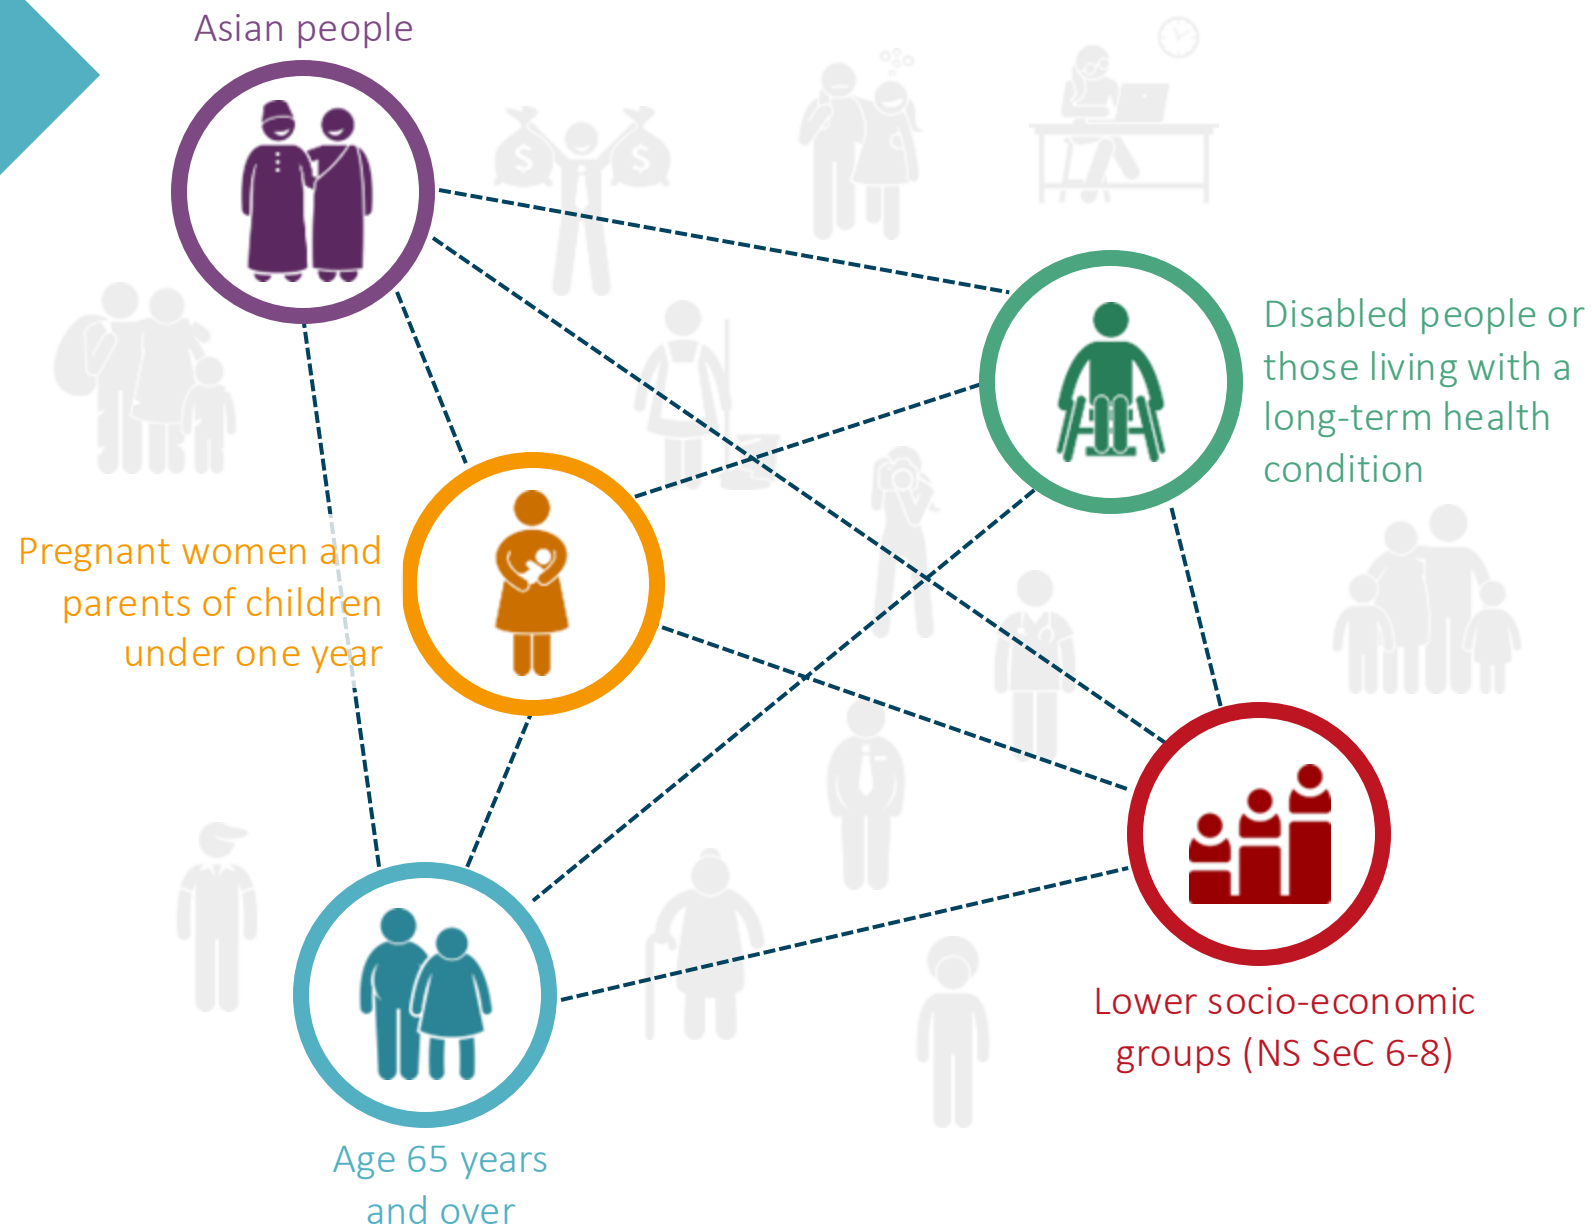 Asian people
Disabled people or
those living with a
long-term health
condition
Pregnant women and
parents of children
under one year
Lower socio-economic
groups (NS SeC 6-8)
Age 65 years
and over
$
$